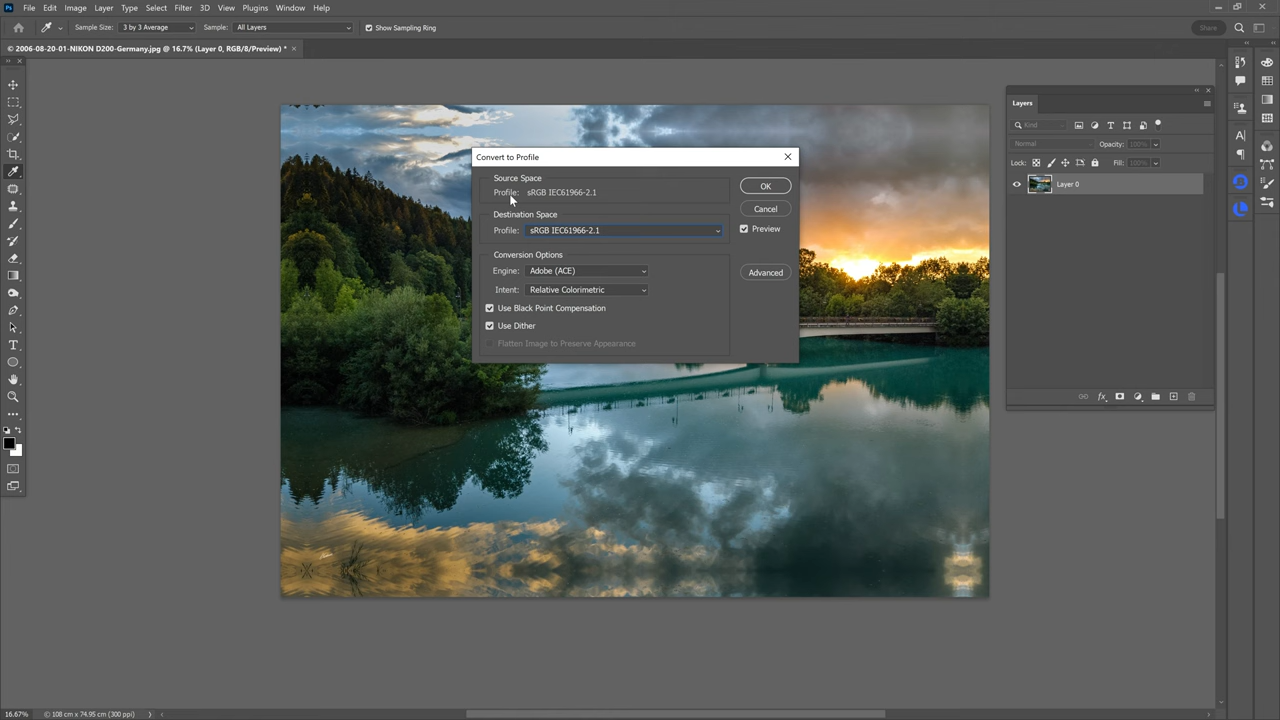 Ps File Edit Image Layer Type Select Filter 3D View Plugins Window Help
Sample Size: 3 by 3 Average Sample: All Layers Show Sampling Ring Share
© 2006-08-20-01-NIKON D200-Germany.jpg @ 16.7% (Layer 0, RGB/8/Preview) *
Convert to Profile
Source Space
Profile: sRGB IEC61966-2.1
OK
Destination Space
Cancel
Profile: sRGB IEC61966-2.1
Preview
Conversion Options
Engine: Adobe (ACE)
Advanced
Intent: Relative Colorimetric
Use Black Point Compensation
Use Dither
Flatten Image to Preserve Appearance
Layers
Kind
Normal Opacity: 100%
Lock: Fill: 100%
Layer 0
fx
16.67% © 108 cm x 74.95 cm (300 ppi)